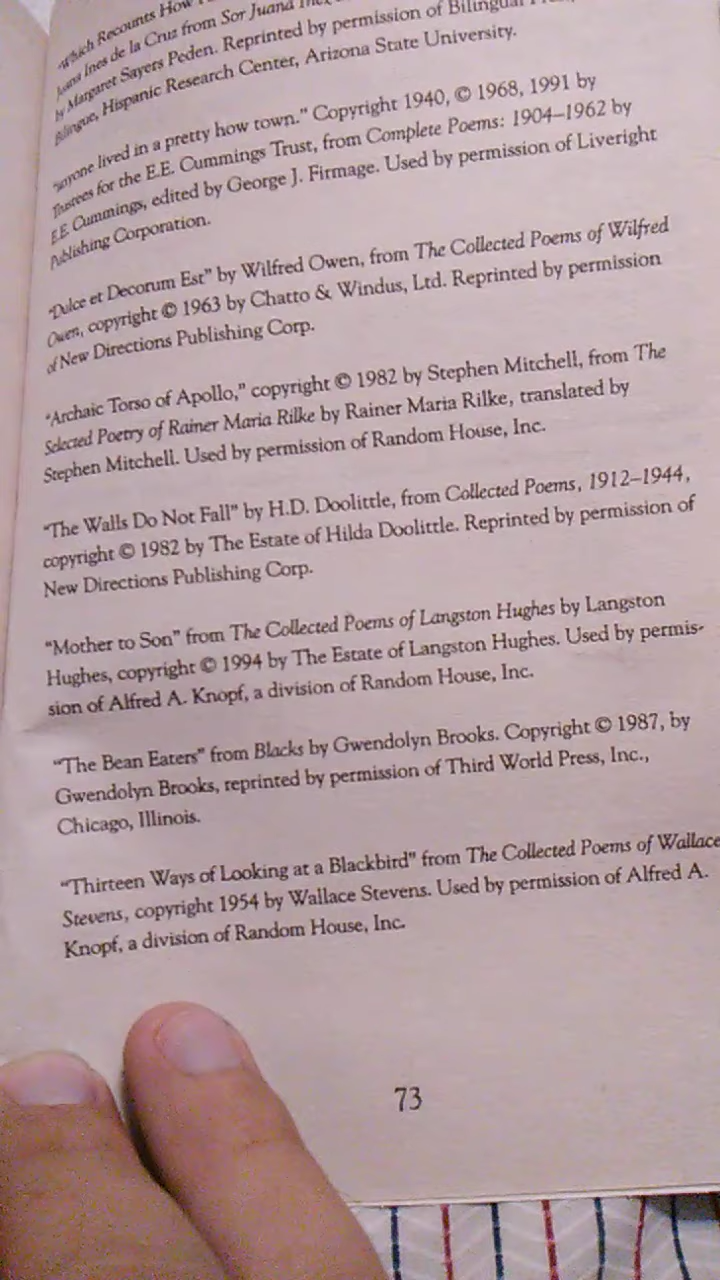 "Which Recounts How
Juana Ines de la Cruz from Sor Juana
by Margaret Sayers Peden. Reprinted by permission of Bilingual
Bilingue, Hispanic Research Center, Arizona State University.
"anyone lived in a pretty how town." Copyright 1940, © 1968, 1991 by
Trustees for the E.E. Cummings Trust, from Complete Poems: 1904–1962 by
E.E. Cummings, edited by George J. Firmage. Used by permission of Liveright
Publishing Corporation.
"Dulce et Decorum Est" by Wilfred Owen, from The Collected Poems of Wilfred
Owen, copyright © 1963 by Chatto & Windus, Ltd. Reprinted by permission
of New Directions Publishing Corp.
"Archaic Torso of Apollo," copyright © 1982 by Stephen Mitchell, from The
Selected Poetry of Rainer Maria Rilke by Rainer Maria Rilke, translated by
Stephen Mitchell. Used by permission of Random House, Inc.
"The Walls Do Not Fall" by H.D. Doolittle, from Collected Poems, 1912–1944,
copyright © 1982 by The Estate of Hilda Doolittle. Reprinted by permission of
New Directions Publishing Corp.
"Mother to Son" from The Collected Poems of Langston Hughes by Langston
Hughes, copyright © 1994 by The Estate of Langston Hughes. Used by permis-
sion of Alfred A. Knopf, a division of Random House, Inc.
"The Bean Eaters" from Blacks by Gwendolyn Brooks. Copyright © 1987, by
Gwendolyn Brooks, reprinted by permission of Third World Press, Inc.,
Chicago, Illinois.
"Thirteen Ways of Looking at a Blackbird" from The Collected Poems of Wallace
Stevens, copyright 1954 by Wallace Stevens. Used by permission of Alfred A.
Knopf, a division of Random House, Inc.
73